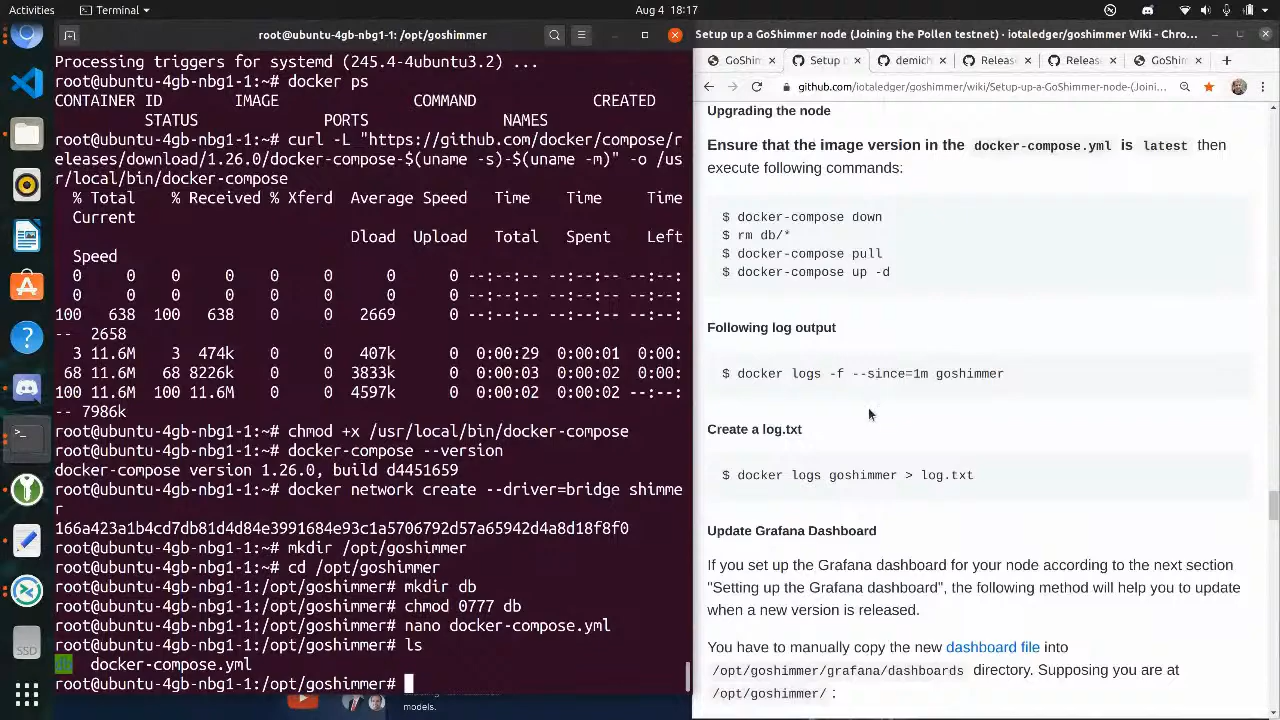 Activities
Terminal
Aug 4 18:17
root@ubuntu-4gb-nbg1-1: /opt/goshimmer
Processing triggers for systemd (245.4-4ubuntu3.2) ...
root@ubuntu-4gb-nbg1-1:~# docker ps
CONTAINER ID IMAGE COMMAND CREATED
STATUS PORTS NAMES
root@ubuntu-4gb-nbg1-1:~# curl -L "https://github.com/docker/compose/r
eleases/download/1.26.0/docker-compose-$(uname -s)-$(uname -m)" -o /us
r/local/bin/docker-compose
% Total % Received % Xferd Average Speed Time Time Time
Current
Dload Upload Total Spent Left
Speed
0 0 0 0 0 0 0 0 --:--:-- --:--:-- --:--:
0 0 0 0 0 0 0 0 --:--:-- --:--:-- --:--:
100 638 100 638 0 0 2669 0 --:--:-- --:--:-- --:--:
-- 2658
3 11.6M 3 474k 0 0 407k 0 0:00:29 0:00:01 0:00:
68 11.6M 68 8226k 0 0 3833k 0 0:00:03 0:00:02 0:00:
100 11.6M 100 11.6M 0 0 4597k 0 0:00:02 0:00:02 --:--:
-- 7986k
root@ubuntu-4gb-nbg1-1:~# chmod +x /usr/local/bin/docker-compose
root@ubuntu-4gb-nbg1-1:~# docker-compose --version
docker-compose version 1.26.0, build d4451659
root@ubuntu-4gb-nbg1-1:~# docker network create --driver=bridge shimme
r
166a423a1b4cd7db81d4d84e3991684e93c1a5706792d57a65942d4a8d18f8f0
root@ubuntu-4gb-nbg1-1:~# mkdir /opt/goshimmer
root@ubuntu-4gb-nbg1-1:~# cd /opt/goshimmer
root@ubuntu-4gb-nbg1-1:/opt/goshimmer# mkdir db
root@ubuntu-4gb-nbg1-1:/opt/goshimmer# chmod 0777 db
root@ubuntu-4gb-nbg1-1:/opt/goshimmer# nano docker-compose.yml
root@ubuntu-4gb-nbg1-1:/opt/goshimmer# ls
db docker-compose.yml
root@ubuntu-4gb-nbg1-1:/opt/goshimmer#
SSD
models.
Setup up a GoShimmer node (Joining the Pollen testnet) · iotaledger/goshimmer Wiki - Chro...
GoShim
Setup
demich
Release
Release
GoShim
github.com/iotaledger/goshimmer/wiki/Setup-up-a-GoShimmer-node-(Joini...
Upgrading the node
Ensure that the image version in the docker-compose.yml is latest then
execute following commands:
$ docker-compose down
$ rm db/*
$ docker-compose pull
$ docker-compose up -d
Following log output
$ docker logs -f --since=1m goshimmer
Create a log.txt
$ docker logs goshimmer > log.txt
Update Grafana Dashboard
If you set up the Grafana dashboard for your node according to the next section
"Setting up the Grafana dashboard", the following method will help you to update
when a new version is released.
You have to manually copy the new dashboard file into
/opt/goshimmer/grafana/dashboards directory. Supposing you are at
/opt/goshimmer/ :